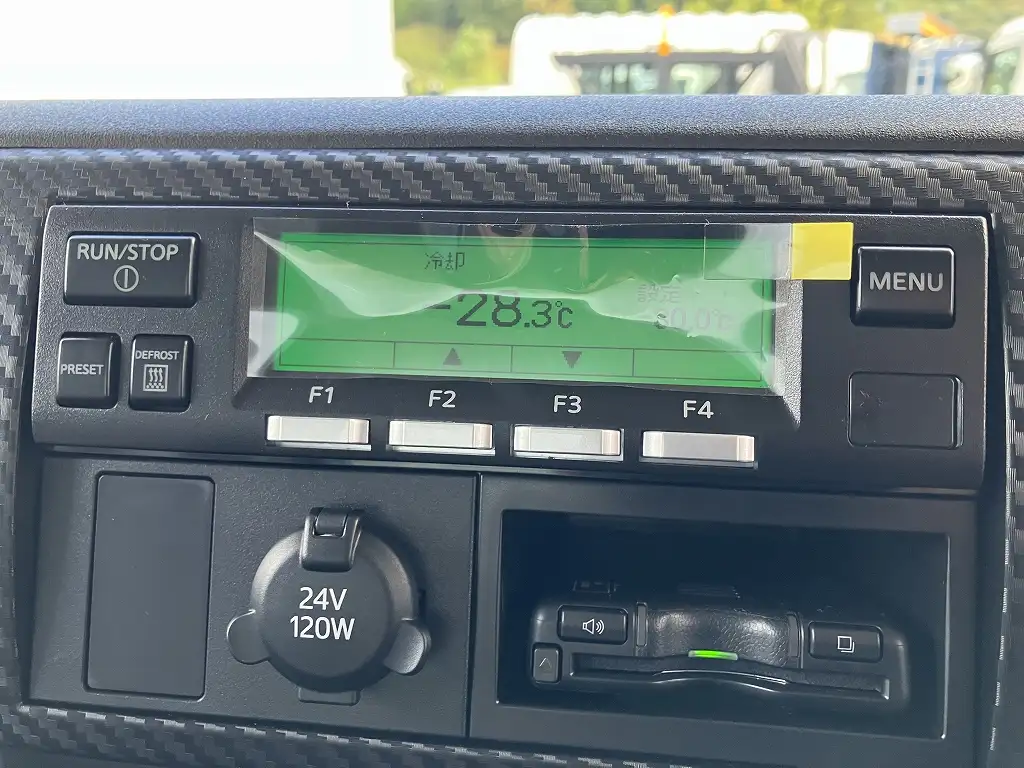 RUN/STOP
PRESET
DEFROST
冷却
-28.3℃
設定
▲ ▼
MENU
F1 F2 F3 F4
24V
120W